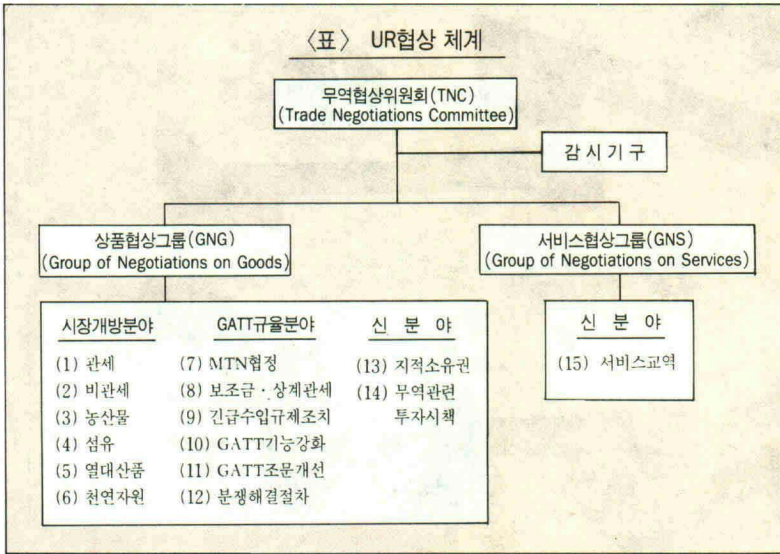 〈표〉 UR협상 체계
무역협상위원회(TNC)
(Trade Negotiations Committee)
감시기구
상품협상그룹(GNG)
(Group of Negotiations on Goods)
서비스협상그룹(GNS)
(Group of Negotiations on Services)
시장개방분야
(1) 관세
(2) 비관세
(3) 농산물
(4) 섬유
(5) 열대산품
(6) 천연자원
GATT규율분야
(7) MTN협정
(8) 보조금 · 상계관세
(9) 긴급수입규제조치
(10) GATT기능강화
(11) GATT조문개선
(12) 분쟁해결절차
신 분 야
(13) 지적소유권
(14) 무역관련
투자시책
신 분 야
(15) 서비스교역